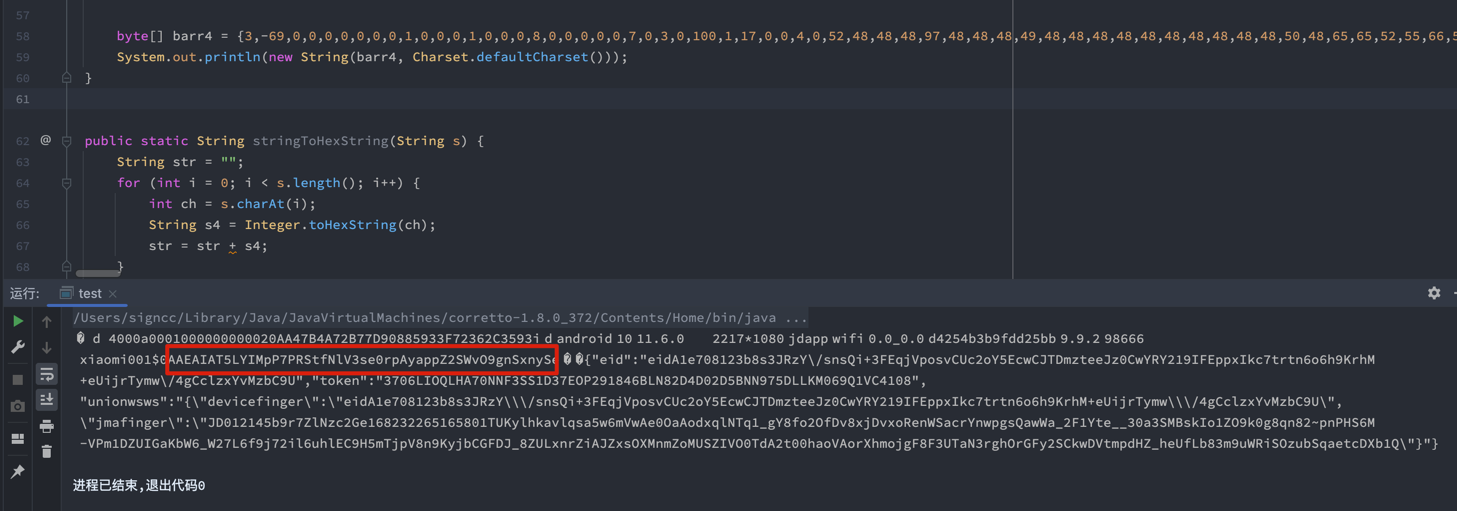 57
58 byte[] barr4 = {3,-69,0,0,0,0,0,0,0,1,0,0,0,1,0,0,0,8,0,0,0,0,0,7,0,3,0,100,1,17,0,0,4,0,52,48,48,48,97,48,48,48,49,48,48,48,48,48,48,48,48,48,48,50,48,65,65,52,55,66,5
59 System.out.println(new String(barr4, Charset.defaultCharset()));
60 }
61
62 @ public static String stringToHexString(String s) {
63 String str = "";
64 for (int i = 0; i < s.length(); i++) {
65 int ch = s.charAt(i);
66 String s4 = Integer.toHexString(ch);
67 str = str + s4;
68 }
运行: test
/Users/signcc/Library/Java/JavaVirtualMachines/corretto-1.8.0_372/Contents/Home/bin/java ...
� d 4000a0001000000000020AA47B4A72B77D90885933F72362C3593i d android 10 11.6.0 2217*1080 jdapp wifi 0.0_0.0 d4254b3b9fdd25bb 9.9.2 98666
xiaomi001$0AAEAIAT5LYIMpP7PRStfNlV3se0rpAyappZ2SWvO9gnSxnySe ��{"eid":"eidA1e708123b8s3JRzY\/snsQi+3FEqjVposvCUc2oY5EcwCJTDmzteeJz0CwYRY219IFEppxIkc7trtn6o6h9KrhM
+eUijrTymw\/4gCclzxYvMzbC9U","token":"3706LIOQLHA70NNF3SS1D37EOP291846BLN82D4D02D5BNN975DLLKM069Q1VC4108",
"unionwsws":"{\"devicefinger\":\"eidA1e708123b8s3JRzY\\\/snsQi+3FEqjVposvCUc2oY5EcwCJTDmzteeJz0CwYRY219IFEppxIkc7trtn6o6h9KrhM+eUijrTymw\\\/4gCclzxYvMzbC9U\",
\"jmafinger\":\"JD012145b9r7ZlNzc2Ge168232265165801TUKylhkavlqsa5w6mVwAe0OaAodxqlNTq1_gY8fo2OfDv8xjDvxoRenWSacrYnwpgsQawWa_2F1Yte__30a3SMBskIo1ZO9k0g8qn82~pnPHS6M
-VPm1DZUIGaKbW6_W27L6f9j72il6uhlEC9H5mTjpV8n9KyjbCGFDJ_8ZULxnrZiAJZxsOXMnmZoMUSZIVO0TdA2t00haoVAorXhmojgF8F3UTaN3rghOrGFy2SCkwDVtmpdHZ_heUfLb83m9uWRiSOzubSqaetcDXb1Q\"}"}
进程已结束,退出代码0